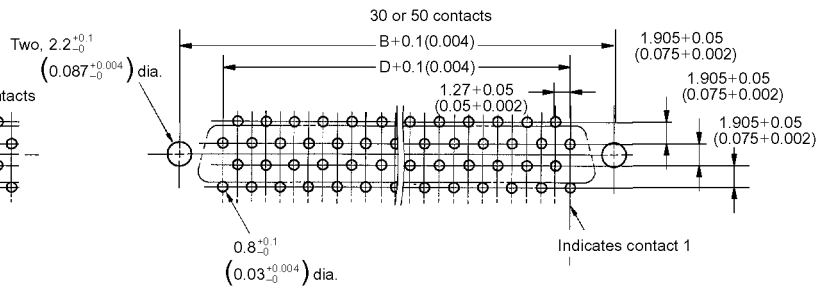 30 or 50 contacts
Two, 2.2 +0.1 -0
(0.087 +0.004 -0) dia.
B+0.1(0.004)
D+0.1(0.004)
1.905+0.05
(0.075+0.002)
1.27+0.05
(0.05+0.002)
1.905+0.05
(0.075+0.002)
1.905+0.05
(0.075+0.002)
0.8 +0.1 -0
(0.03 +0.004 -0) dia.
Indicates contact 1